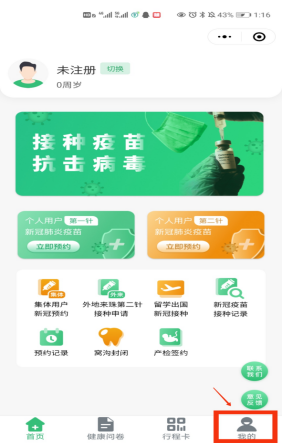 43% 1:16
未注册 切换
0周岁
接种疫苗
抗击病毒
个人用户 第一针
新冠肺炎疫苗
立即预约
个人用户 第二针
新冠肺炎疫苗
立即预约
集体用户
新冠预约
外地来珠第二针
接种申请
留学出国
新冠接种
新冠疫苗
接种记录
预约记录
窝沟封闭
产检签约
联系
我们
意见
反馈
首页
健康问卷
行程卡
我的